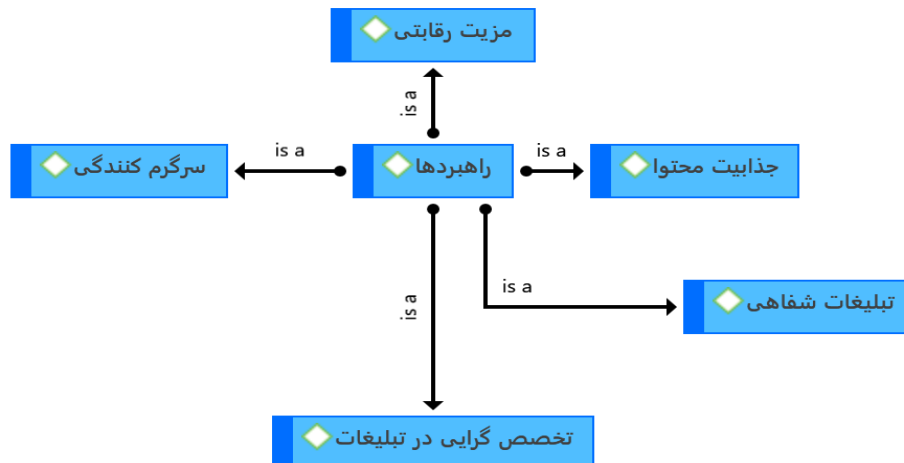 مزیت رقابتی
is a
سرگرم کنندگی
is a
راهبردها
is a
جذابیت محتوا
is a
is a
تبلیغات شفاهی
تخصص گرایی در تبلیغات